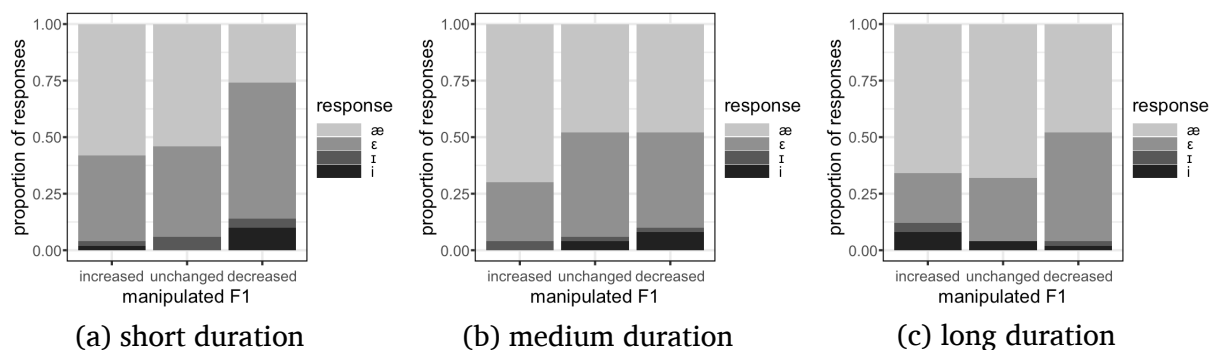 proportion of responses
1.00
0.75
0.50
0.25
0.00
increased unchanged decreased
manipulated F1
response
æ
ɛ
ɪ
i
(a) short duration
proportion of responses
1.00
0.75
0.50
0.25
0.00
increased unchanged decreased
manipulated F1
response
æ
ɛ
ɪ
i
(b) medium duration
proportion of responses
1.00
0.75
0.50
0.25
0.00
increased unchanged decreased
manipulated F1
response
æ
ɛ
ɪ
i
(c) long duration